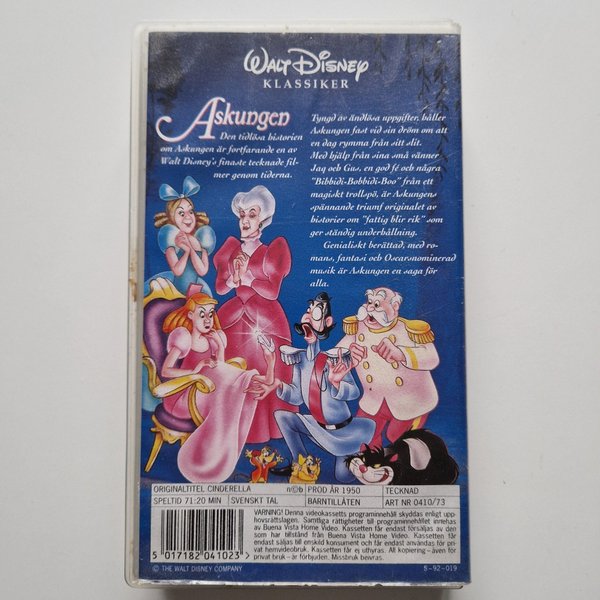 WALT DISNEY
KLASSIKER
Askungen
Den tidlösa historien
om Askungen är fortfarande en av
Walt Disney's finaste tecknade fil-
mer genom tiderna.
Tyngd av ändlösa uppgifter, håller
Askungen fast vid sin dröm om att
en dag rymma från sitt slit.
Med hjälp från sina små vänner
Jaq och Gus, en god fé och några
"Bibbidi-Bobbidi-Boo" från ett
magiskt trollspö, är Askungens
spännande triumf originalet av
historier om "fattig blir rik" som
ger ständig underhållning.
Genialiskt berättad, med ro-
mans, fantasi och Oscarsnominerad
musik är Askungen en saga för
alla.
ORIGINALTITEL CINDERELLA
n©b
PROD ÅR 1950
TECKNAD
SPELTID 71:20 MIN
SVENSKT TAL
BARNTILLÅTEN
ART NR 0410/73
VARNING! Denna videokassetts programinnehåll skyddas enligt upp-
hovsrättslagen. Samtliga rättigheter till programinnehållet innehas
av Buena Vista Home Video. Kassetten får endast försäljas av den
som har tillstånd från Buena Vista Home Video. Kassetten får endast
säljas till enskild konsument och får endast användas för pri-
vat hemvideobruk. Kassetten får ej uthyras. All kopiering – även för
privat bruk – är förbjuden. Missbruk beivras.
5 017182 041023 >
© THE WALT DISNEY COMPANY
S-92-019